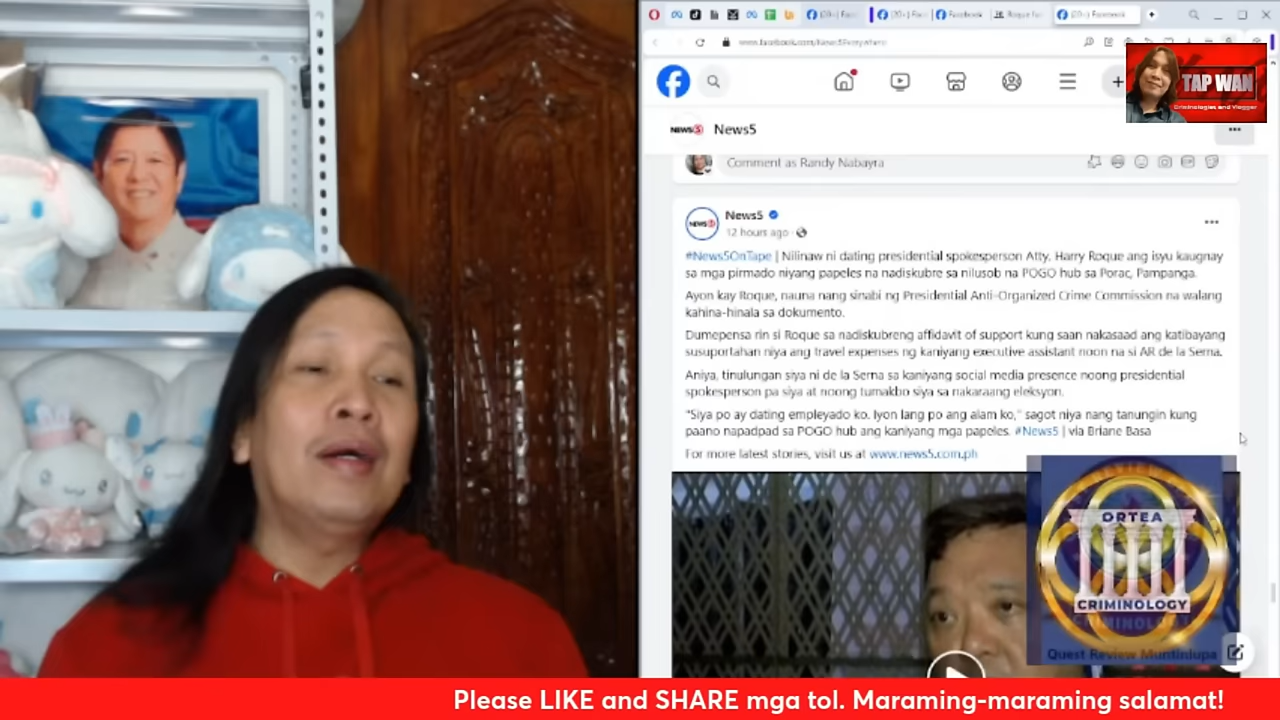 www.facebook.com/News5Everywhere
TAP WAN
Criminologist and Vlogger
News5
Comment as Randy Nabayra
News5
12 hours ago
#News5OnTape | Nilinaw ni dating presidential spokesperson Atty. Harry Roque ang isyu kaugnay
sa mga pirmado niyang papeles na nadiskubre sa nilusob na POGO hub sa Porac, Pampanga.
Ayon kay Roque, nauna nang sinabi ng Presidential Anti-Organized Crime Commission na walang
kahina-hinala sa dokumento.
Dumepensa rin si Roque sa nadiskubreng affidavit of support kung saan nakasaad ang katibayang
susuportahan niya ang travel expenses ng kaniyang executive assistant noon na si AR de la Serna.
Aniya, tinulungan siya ni de la Serna sa kaniyang social media presence noong presidential
spokesperson pa siya at noong tumakbo siya sa nakaraang eleksyon.
"Siya po ay dating empleyado ko. Iyon lang po ang alam ko," sagot niya nang tanungin kung
paano napadpad sa POGO hub ang kaniyang mga papeles. #News5 | via Briane Basa
For more latest stories, visit us at www.news5.com.ph
ORTEA
CRIMINOLOGY
Quest Review Muntinlupa
Please LIKE and SHARE mga tol. Maraming-maraming salamat!